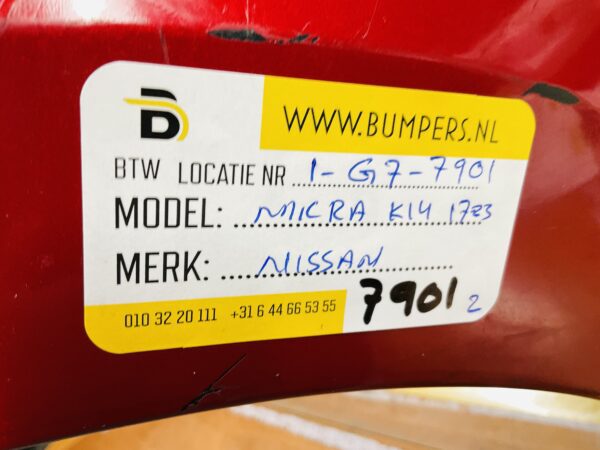 B
WWW.BUMPERS.NL
BTW LOCATIE NR 1-G7-7901
MODEL: MICRA K14 1723
MERK: NISSAN
7901 2
010 32 20 111 +31 6 44 66 53 55